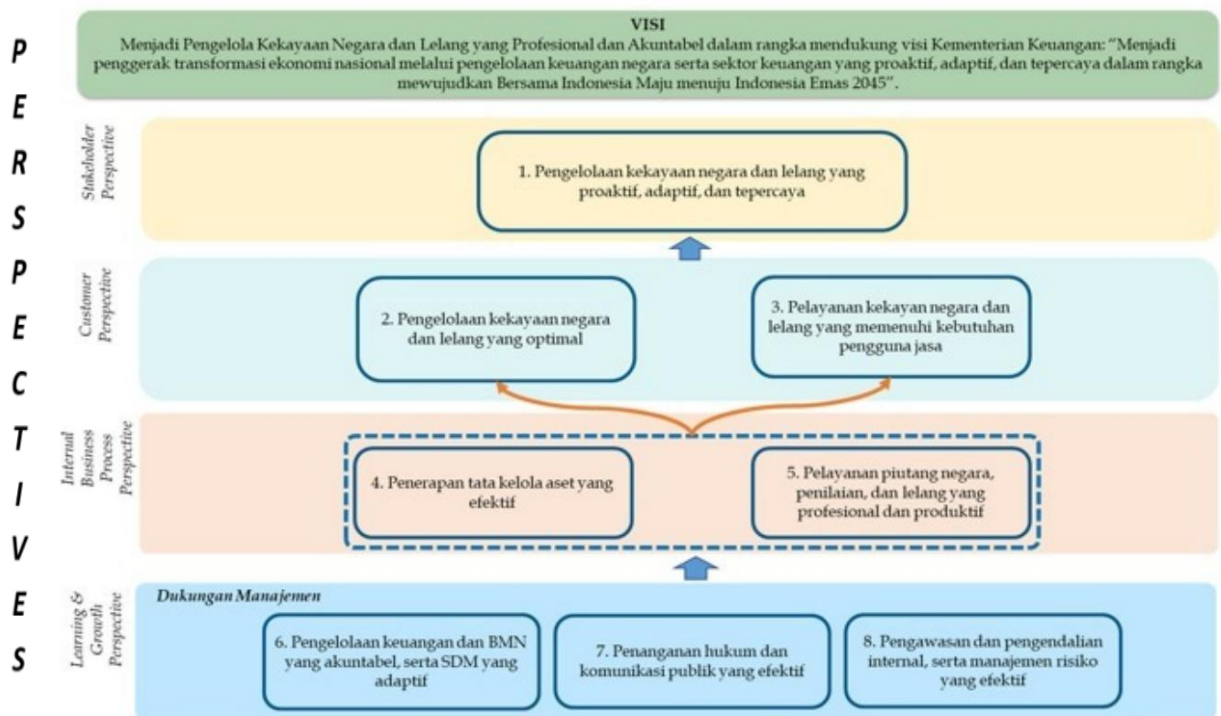 PERSPECTIVES
VISI
Menjadi Pengelola Kekayaan Negara dan Lelang yang Profesional dan Akuntabel dalam rangka mendukung visi Kementerian Keuangan: “Menjadi
penggerak transformasi ekonomi nasional melalui pengelolaan keuangan negara serta sektor keuangan yang proaktif, adaptif, dan tepercaya dalam rangka
mewujudkan Bersama Indonesia Maju menuju Indonesia Emas 2045”.
Stakeholder
Perspective
1. Pengelolaan kekayaan negara dan lelang yang
proaktif, adaptif, dan tepercaya
Customer
Perspective
2. Pengelolaan kekayaan negara
dan lelang yang optimal
3. Pelayanan kekayan negara dan
lelang yang memenuhi kebutuhan
pengguna jasa
Internal
Business
Process
Perspective
4. Penerapan tata kelola aset yang
efektif
5. Pelayanan piutang negara,
penilaian, dan lelang yang
profesional dan produktif
Learning &
Growth
Perspective
Dukungan Manajemen
6. Pengelolaan keuangan dan BMN
yang akuntabel, serta SDM yang
adaptif
7. Penanganan hukum dan
komunikasi publik yang efektif
8. Pengawasan dan pengendalian
internal, serta manajemen risiko
yang efektif